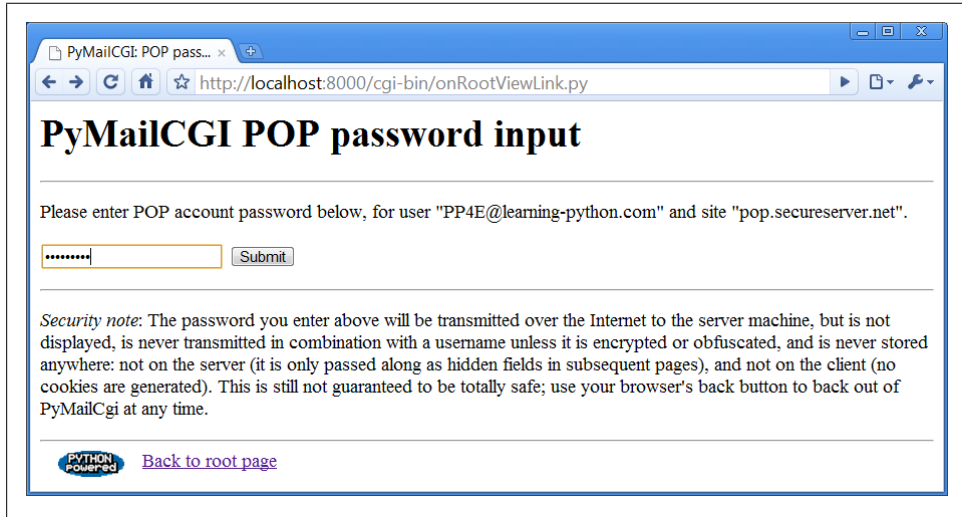 PyMailCGI: POP pass...
http://localhost:8000/cgi-bin/onRootViewLink.py
PyMailCGI POP password input
Please enter POP account password below, for user "PP4E@learning-python.com" and site "pop.secureserver.net".
••••••••• Submit
Security note: The password you enter above will be transmitted over the Internet to the server machine, but is not
displayed, is never transmitted in combination with a username unless it is encrypted or obfuscated, and is never stored
anywhere: not on the server (it is only passed along as hidden fields in subsequent pages), and not on the client (no
cookies are generated). This is still not guaranteed to be totally safe; use your browser's back button to back out of
PyMailCgi at any time.
PYTHON
Powered
Back to root page